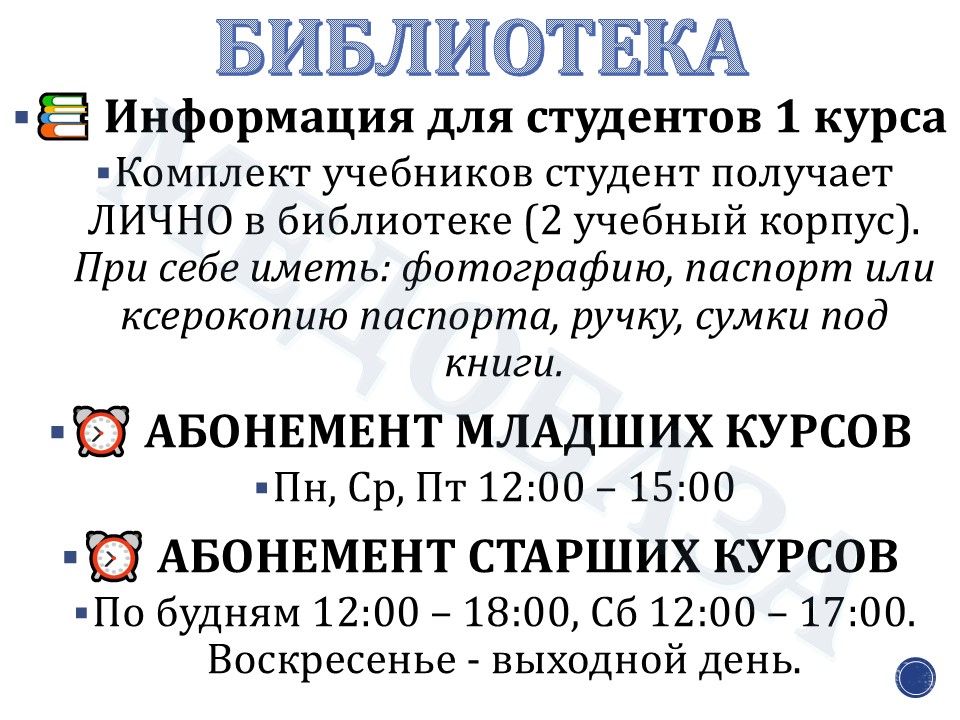 БИБЛИОТЕКА
▪📚 Информация для студентов 1 курса
▪Комплект учебников студент получает
ЛИЧНО в библиотеке (2 учебный корпус).
При себе иметь: фотографию, паспорт или
ксерокопию паспорта, ручку, сумки под
книги.
▪⏰ АБОНЕМЕНТ МЛАДШИХ КУРСОВ
▪Пн, Ср, Пт 12:00 – 15:00
▪⏰ АБОНЕМЕНТ СТАРШИХ КУРСОВ
▪По будням 12:00 – 18:00, Сб 12:00 – 17:00.
Воскресенье - выходной день.
МЕДОБАЗА